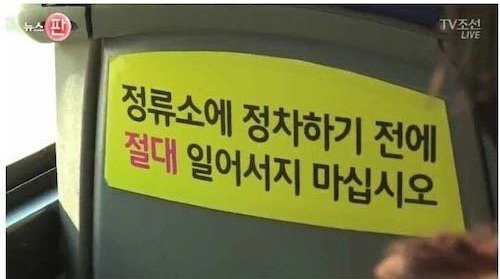 뉴스 판
TV조선
LIVE
정류소에 정차하기 전에
절대 일어서지 마십시오